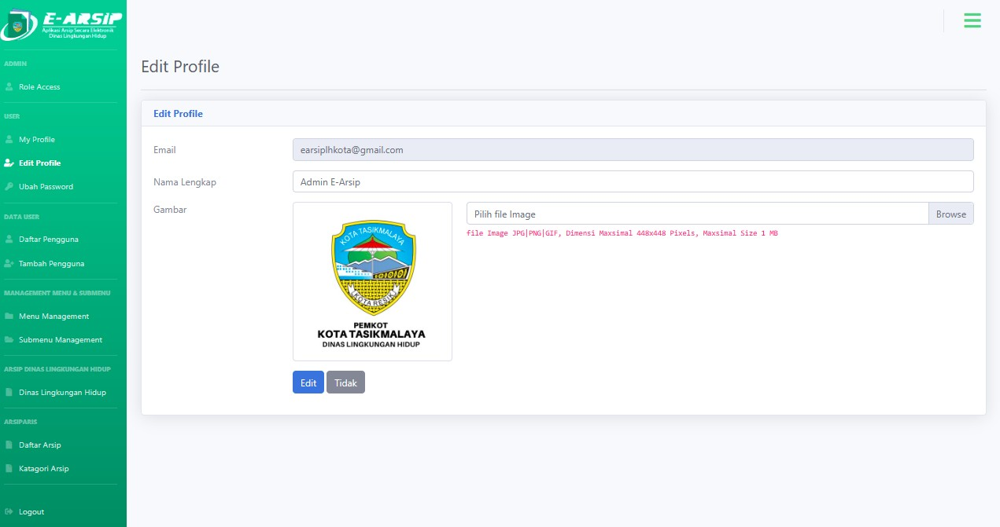 E-ARSIP
Aplikasi Arsip Secara Elektronik
Dinas Lingkungan Hidup
ADMIN
Role Access
USER
My Profile
Edit Profile
Ubah Password
DATA USER
Daftar Pengguna
Tambah Pengguna
MANAGEMENT MENU & SUBMENU
Menu Management
Submenu Management
ARSIP DINAS LINGKUNGAN HIDUP
Dinas Lingkungan Hidup
ARSIPARIS
Daftar Arsip
Katagori Arsip
Logout
Edit Profile
Edit Profile
Email
earsiplhkota@gmail.com
Nama Lengkap
Admin E-Arsip
Gambar
KOTA TASIKMALAYA
KOTA RESIK
PEMKOT
KOTA TASIKMALAYA
DINAS LINGKUNGAN HIDUP
Pilih file Image
Browse
file Image JPG|PNG|GIF, Dimensi Maxsimal 448x448 Pixels, Maxsimal Size 1 MB
Edit
Tidak